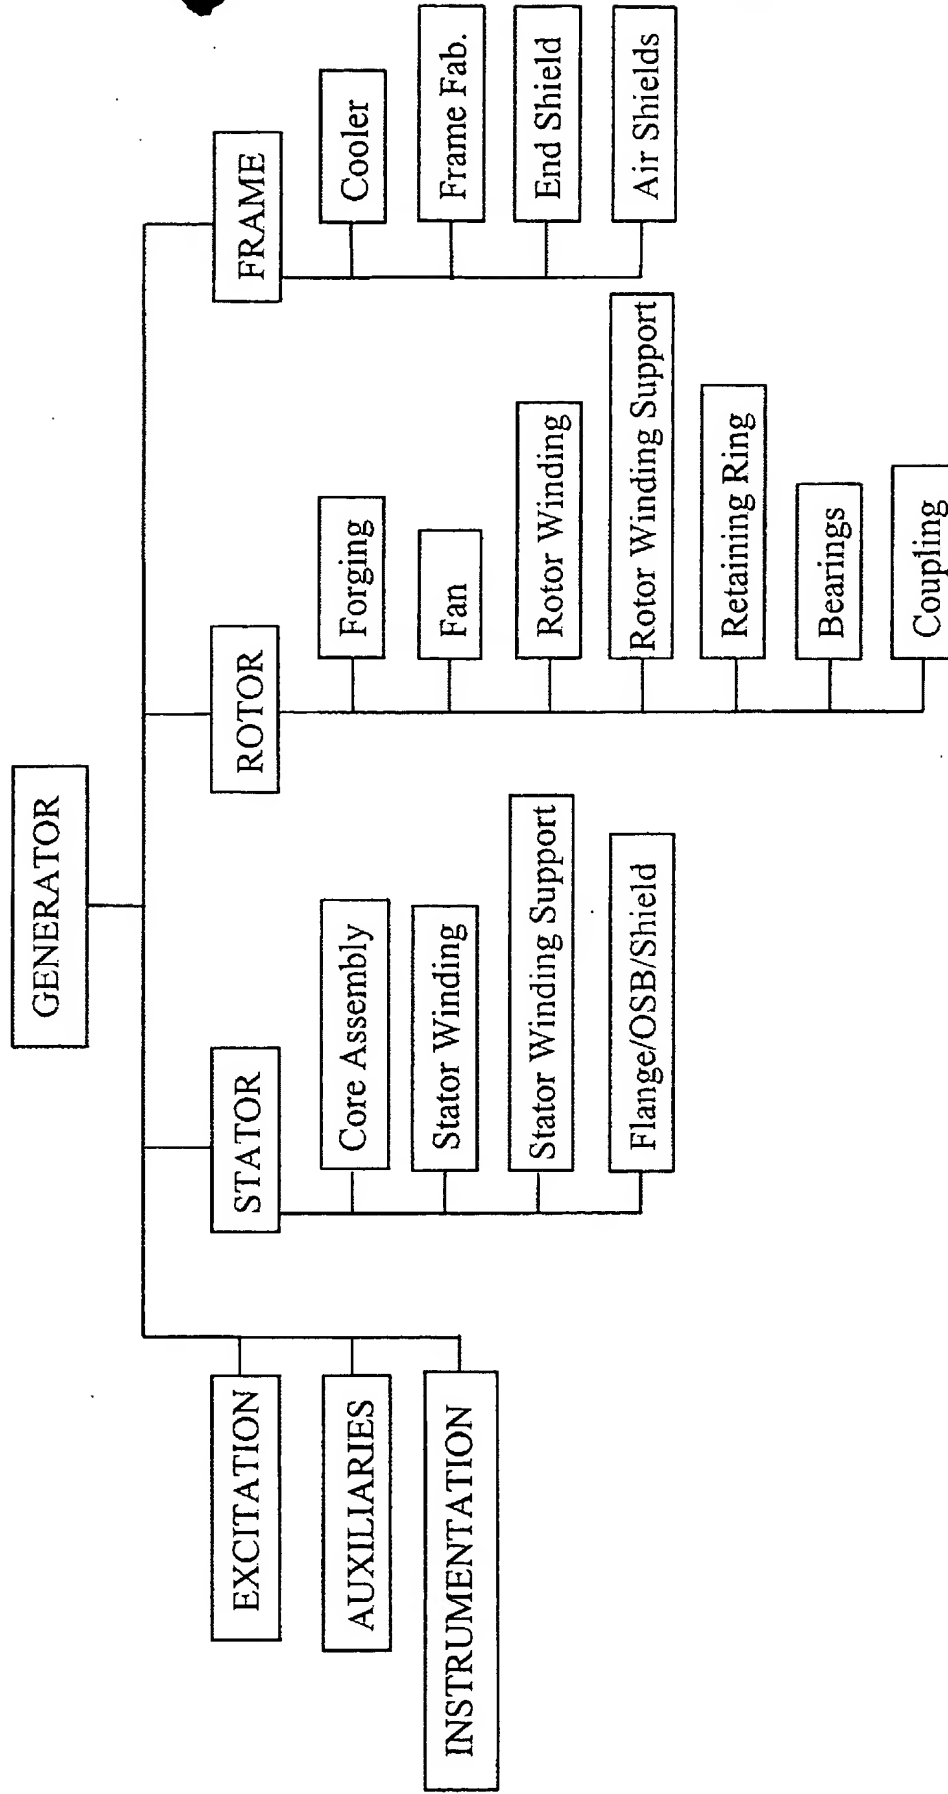 GENERATOR
EXCITATION
AUXILIARIES
INSTRUMENTATION
STATOR
Core Assembly
Stator Winding
Stator Winding Support
Flange/OSB/Shield
ROTOR
Forging
Fan
Rotor Winding
Rotor Winding Support
Retaining Ring
Bearings
Coupling
FRAME
Cooler
Frame Fab.
End Shield
Air Shields